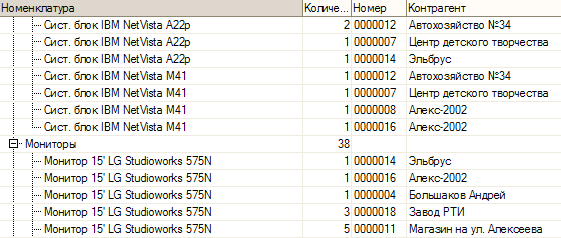 Номенклатура Количе... Номер Контрагент
Сист. блок IBM NetVista A22p 2 0000012 Автохозяйство №34
Сист. блок IBM NetVista A22p 1 0000007 Центр детского творчества
Сист. блок IBM NetVista A22p 1 0000014 Эльбрус
Сист. блок IBM NetVista M41 1 0000012 Автохозяйство №34
Сист. блок IBM NetVista M41 1 0000007 Центр детского творчества
Сист. блок IBM NetVista M41 1 0000008 Алекс-2002
Сист. блок IBM NetVista M41 1 0000016 Алекс-2002
Мониторы 38
Монитор 15' LG Studioworks 575N 1 0000014 Эльбрус
Монитор 15' LG Studioworks 575N 1 0000016 Алекс-2002
Монитор 15' LG Studioworks 575N 1 0000004 Большаков Андрей
Монитор 15' LG Studioworks 575N 3 0000018 Завод РТИ
Монитор 15' LG Studioworks 575N 5 0000011 Магазин на ул. Алексеева